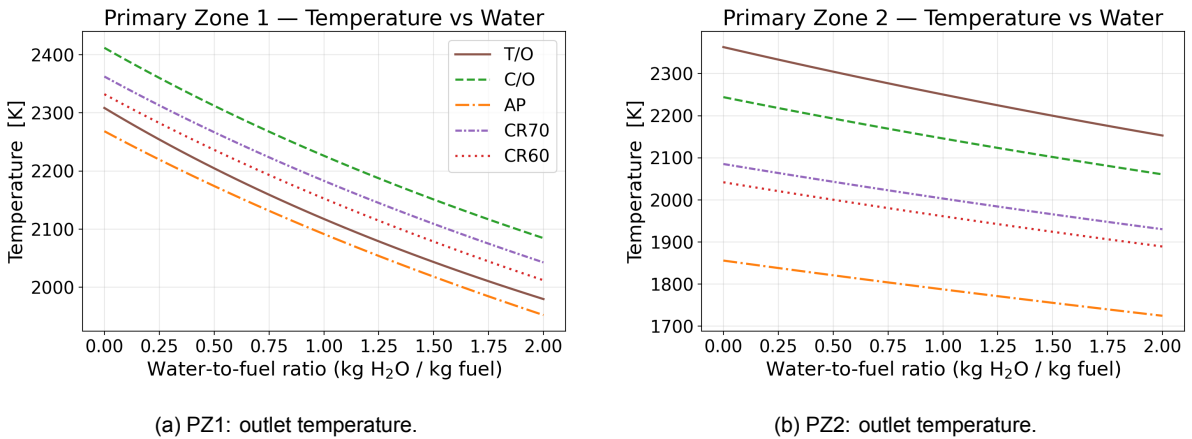 Primary Zone 1 — Temperature vs Water
2400
2300
2200
2100
2000
Temperature [K]
T/O
C/O
AP
CR70
CR60
0.00 0.25 0.50 0.75 1.00 1.25 1.50 1.75 2.00
Water-to-fuel ratio (kg H₂O / kg fuel)
(a) PZ1: outlet temperature.
Primary Zone 2 — Temperature vs Water
2300
2200
2100
2000
1900
1800
1700
Temperature [K]
0.00 0.25 0.50 0.75 1.00 1.25 1.50 1.75 2.00
Water-to-fuel ratio (kg H₂O / kg fuel)
(b) PZ2: outlet temperature.